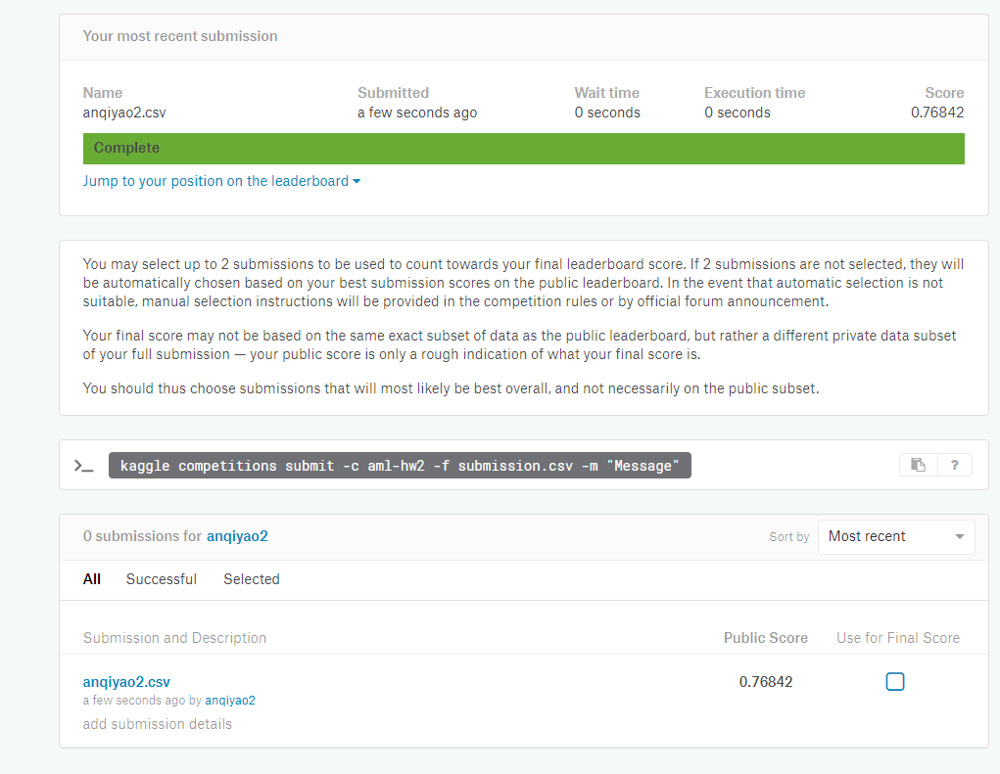 Your most recent submission
Name Submitted Wait time Execution time Score
anqiyao2.csv a few seconds ago 0 seconds 0 seconds 0.76842
Complete
Jump to your position on the leaderboard
You may select up to 2 submissions to be used to count towards your final leaderboard score. If 2 submissions are not selected, they will
be automatically chosen based on your best submission scores on the public leaderboard. In the event that automatic selection is not
suitable, manual selection instructions will be provided in the competition rules or by official forum announcement.
Your final score may not be based on the same exact subset of data as the public leaderboard, but rather a different private data subset
of your full submission — your public score is only a rough indication of what your final score is.
You should thus choose submissions that will most likely be best overall, and not necessarily on the public subset.
>_ kaggle competitions submit -c aml-hw2 -f submission.csv -m "Message" ?
0 submissions for anqiyao2 Sort by Most recent
All Successful Selected
Submission and Description Public Score Use for Final Score
anqiyao2.csv 0.76842
a few seconds ago by anqiyao2
add submission details